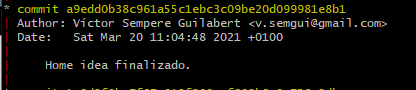 * commit a9edd0b38c961a55c1ebc3c09be20d099981e8b1
| Author: Víctor Sempere Guilabert <v.semgui@gmail.com>
| Date:   Sat Mar 20 11:04:48 2021 +0100
|
|     Home idea finalizado.
|